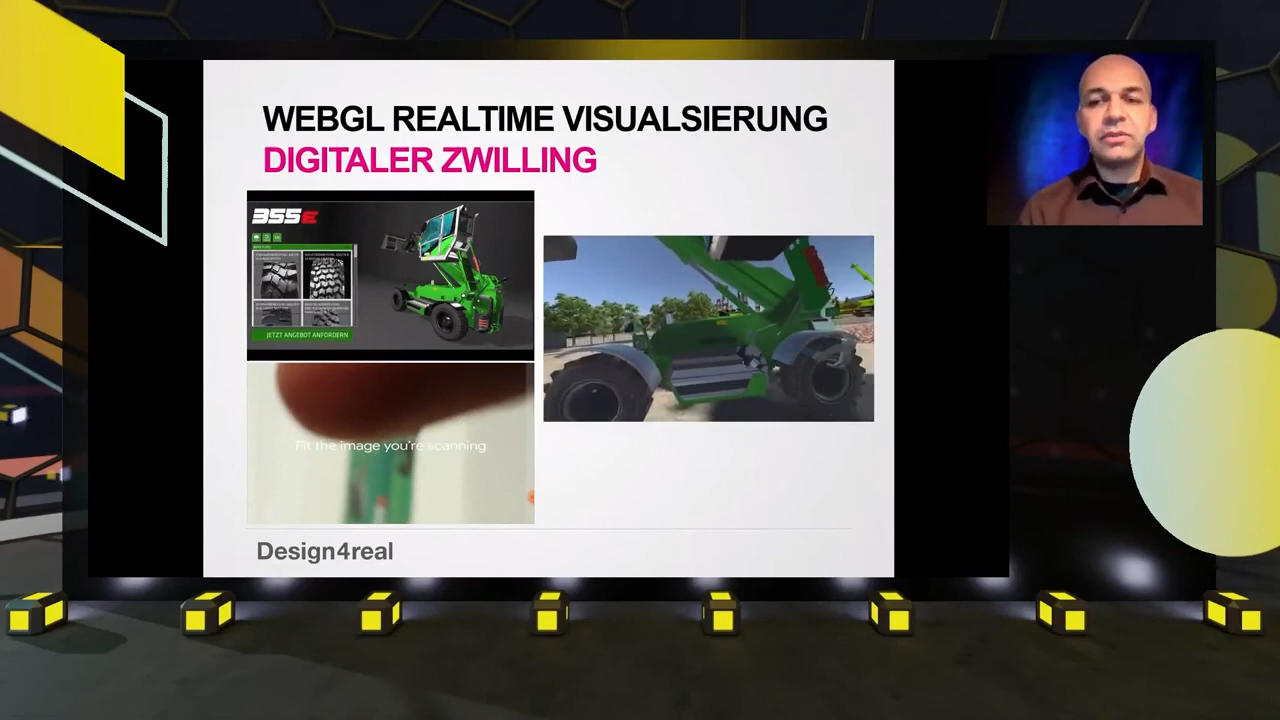 WEBGL REALTIME VISUALSIERUNG
DIGITALER ZWILLING
355E
JETZT ANGEBOT ANFORDERN
Fit the image you're scanning
Design4real